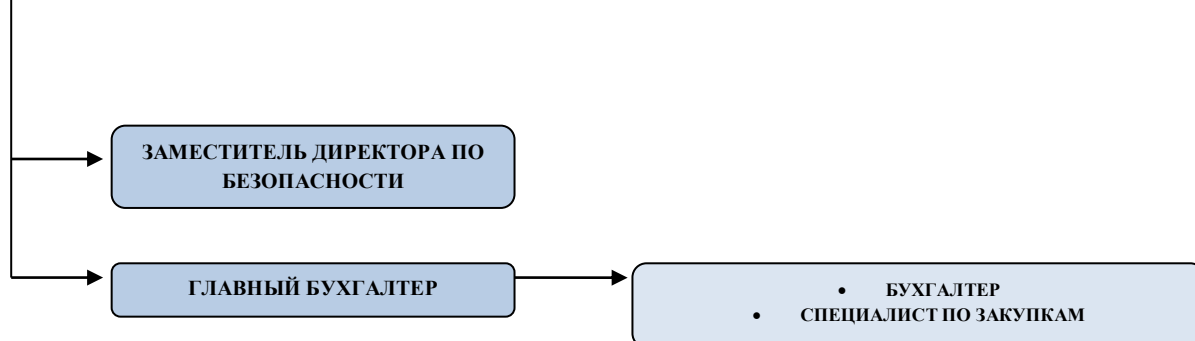 ЗАМЕСТИТЕЛЬ ДИРЕКТОРА ПО
БЕЗОПАСНОСТИ
ГЛАВНЫЙ БУХГАЛТЕР
• БУХГАЛТЕР
• СПЕЦИАЛИСТ ПО ЗАКУПКАМ